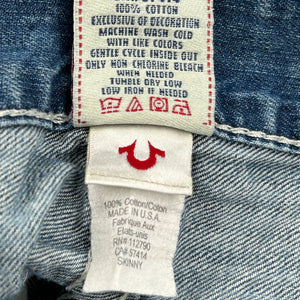 100% COTTON
EXCLUSIVE OF DECORATION
MACHINE WASH COLD
WITH LIKE COLORS
GENTLE CYCLE INSIDE OUT
ONLY NON CHLORINE BLEACH
WHEN NEEDED
TUMBLE DRY LOW
LOW IRON IF NEEDED
100% Cotton/Coton
MADE IN U.S.A.
Fabrique Aux
Etats-unis
RN# 112790
CA# 57414
SKINNY